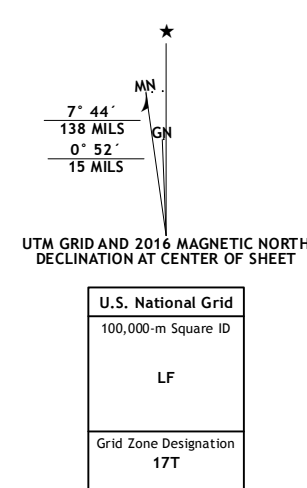 ★
MN
7° 44´
138 MILS
GN
0° 52´
15 MILS
UTM GRID AND 2016 MAGNETIC NORTH
DECLINATION AT CENTER OF SHEET
U.S. National Grid
100,000-m Square ID
LF
Grid Zone Designation
17T